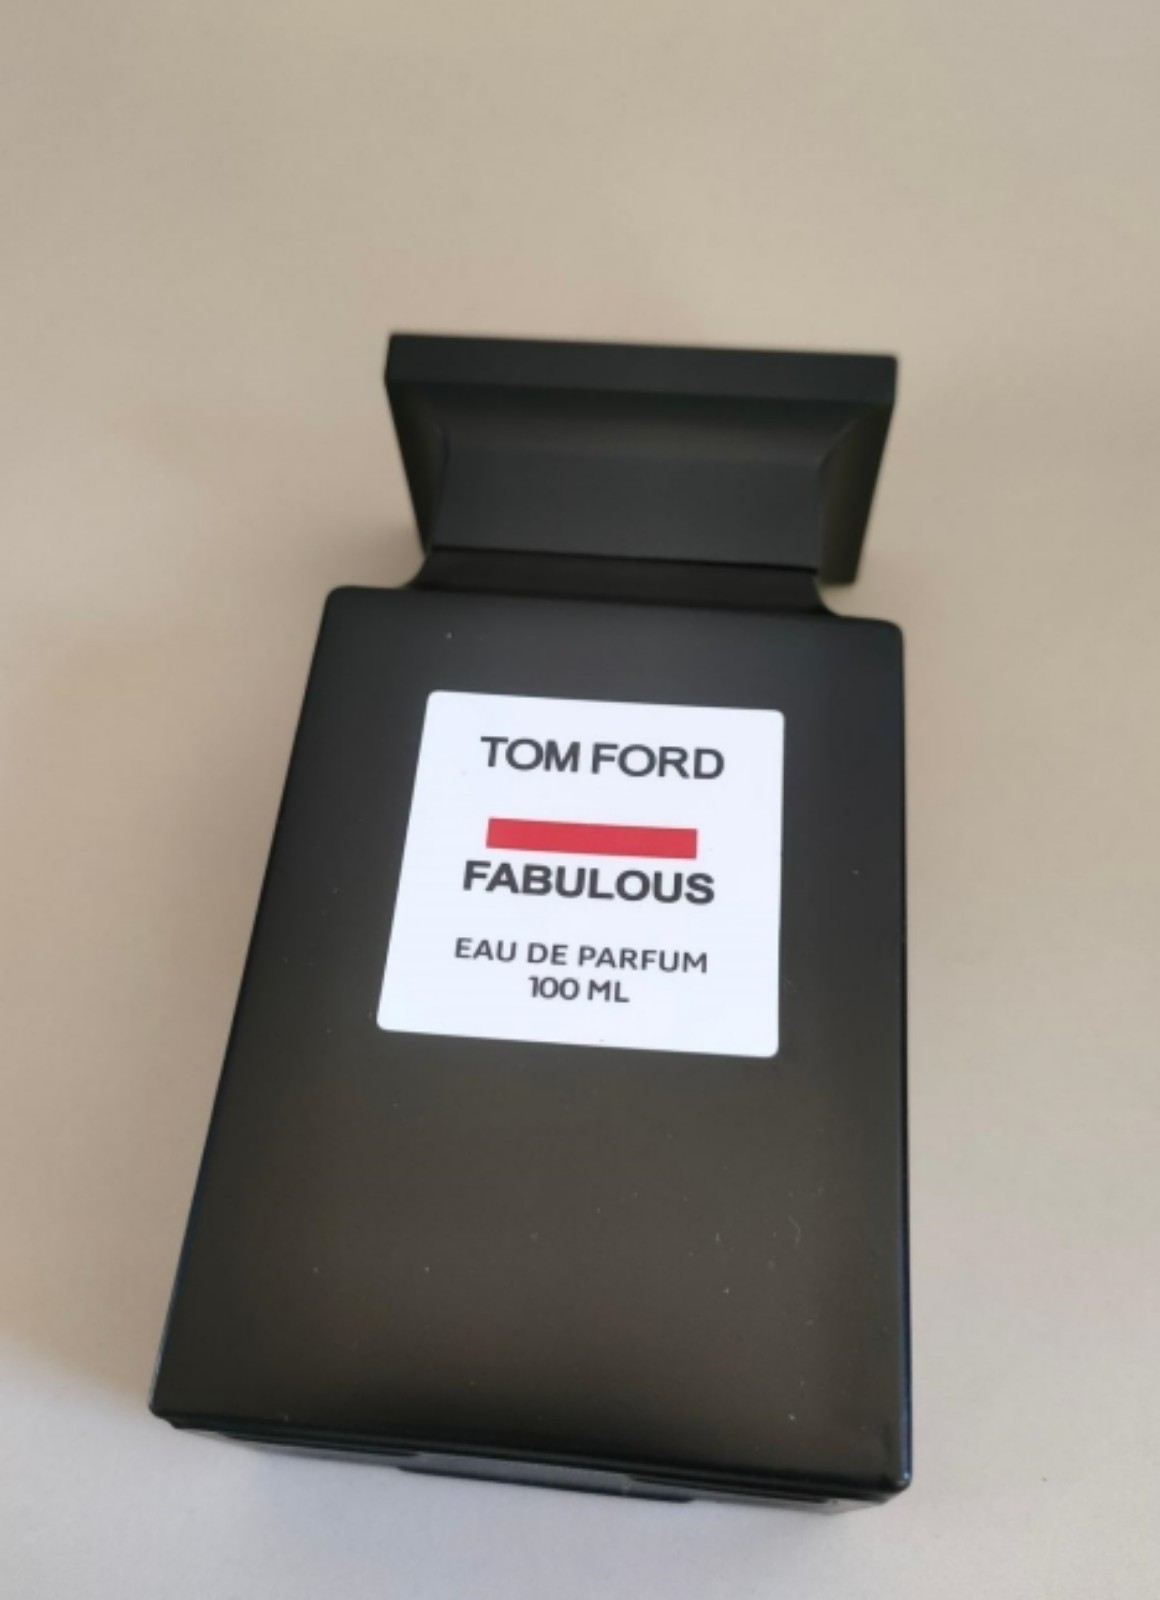 TOM FORD
FABULOUS
EAU DE PARFUM
100 ML